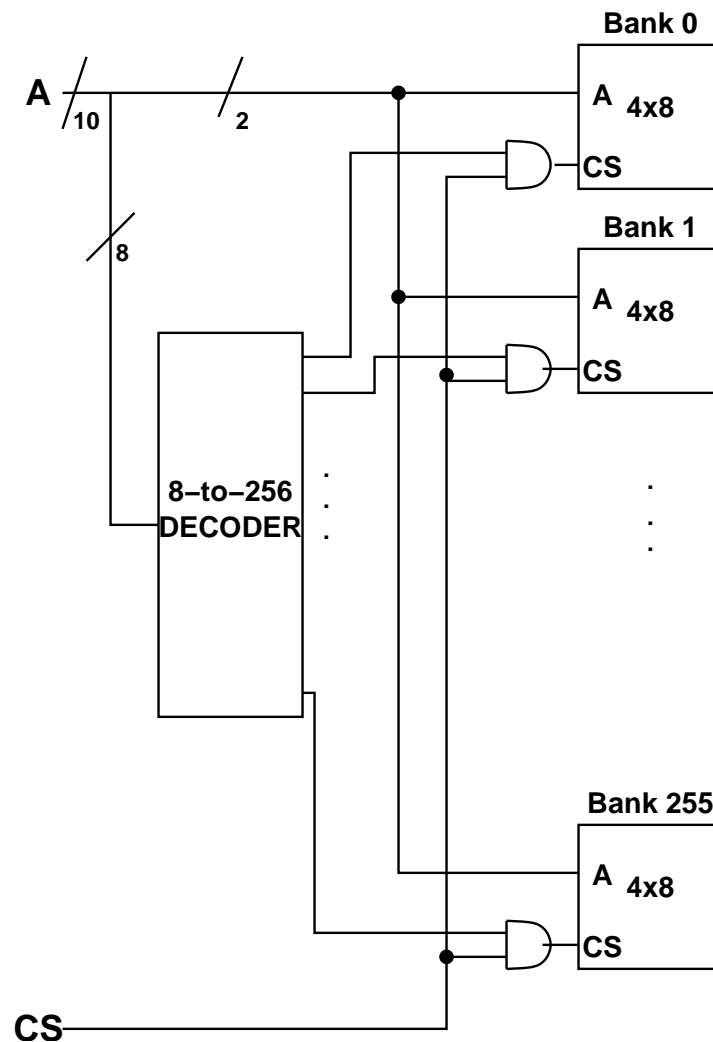 Bank 0
A
10
2
A
4x8
CS
Bank 1
8
A
4x8
CS
8–to–256
DECODER
.
.
.
.
.
.
Bank 255
A
4x8
CS
CS